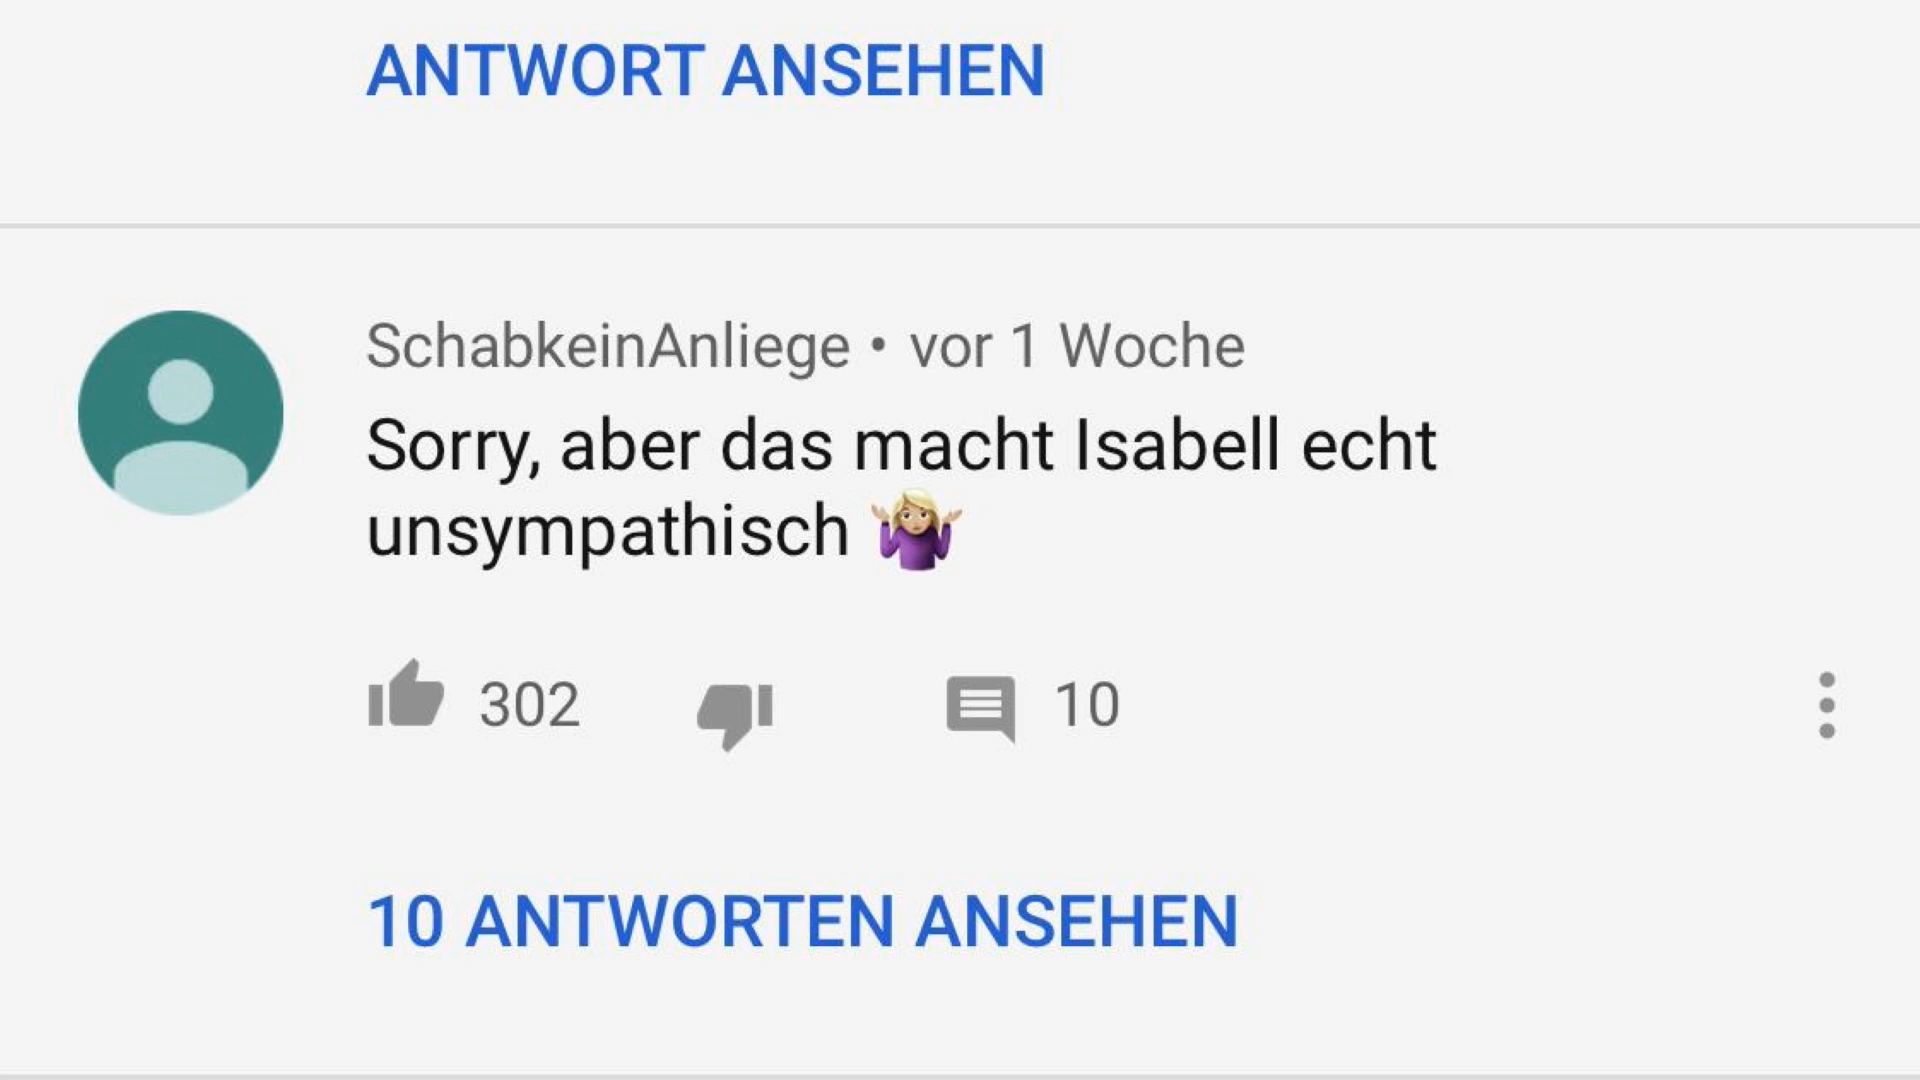 ANTWORT ANSEHEN
SchabkeinAnliege • vor 1 Woche
Sorry, aber das macht Isabell echt
unsympathisch 🤷🏼‍♀️
302 10
10 ANTWORTEN ANSEHEN